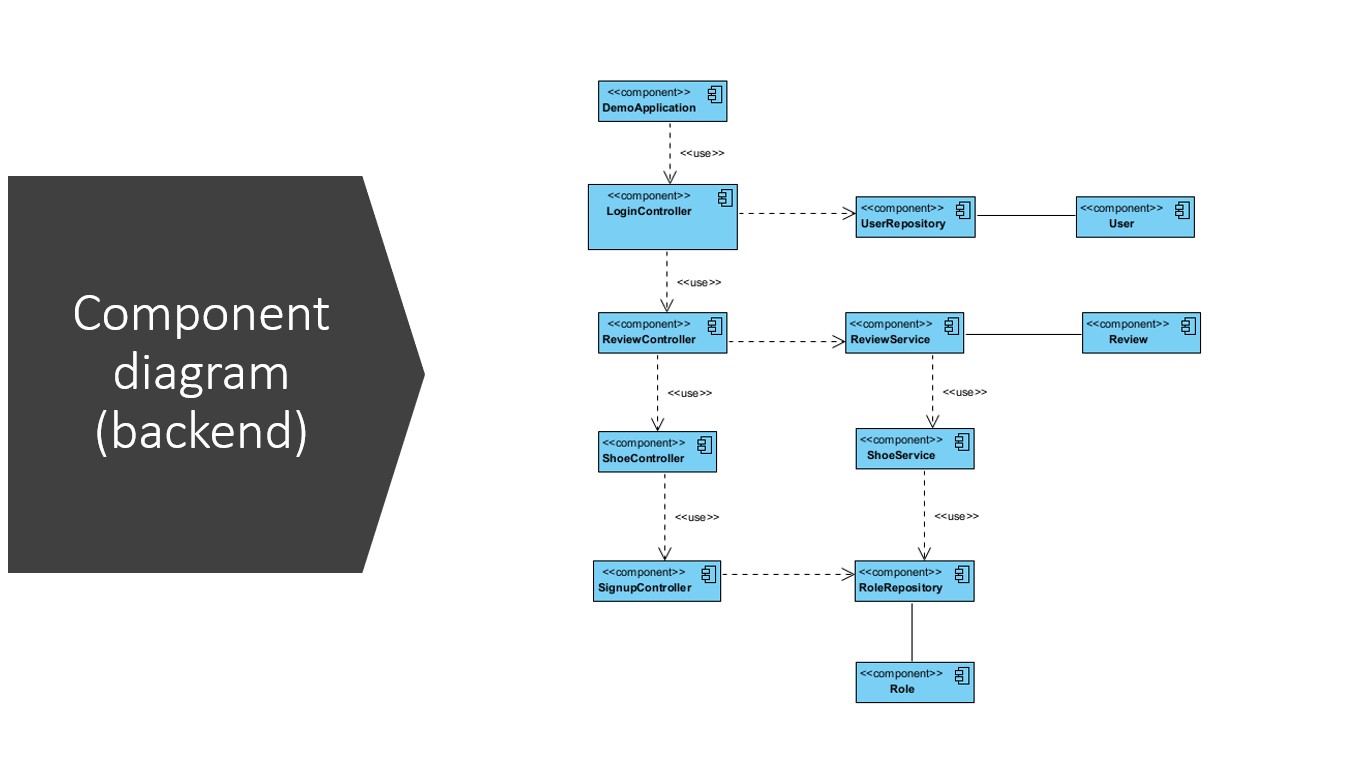 Component
diagram
(backend)
<<component>>
DemoApplication
<<use>>
<<component>>
LoginController
<<component>>
UserRepository
<<component>>
User
<<use>>
<<component>>
ReviewController
<<component>>
ReviewService
<<component>>
Review
<<use>>
<<use>>
<<component>>
ShoeController
<<component>>
ShoeService
<<use>>
<<use>>
<<component>>
SignupController
<<component>>
RoleRepository
<<component>>
Role